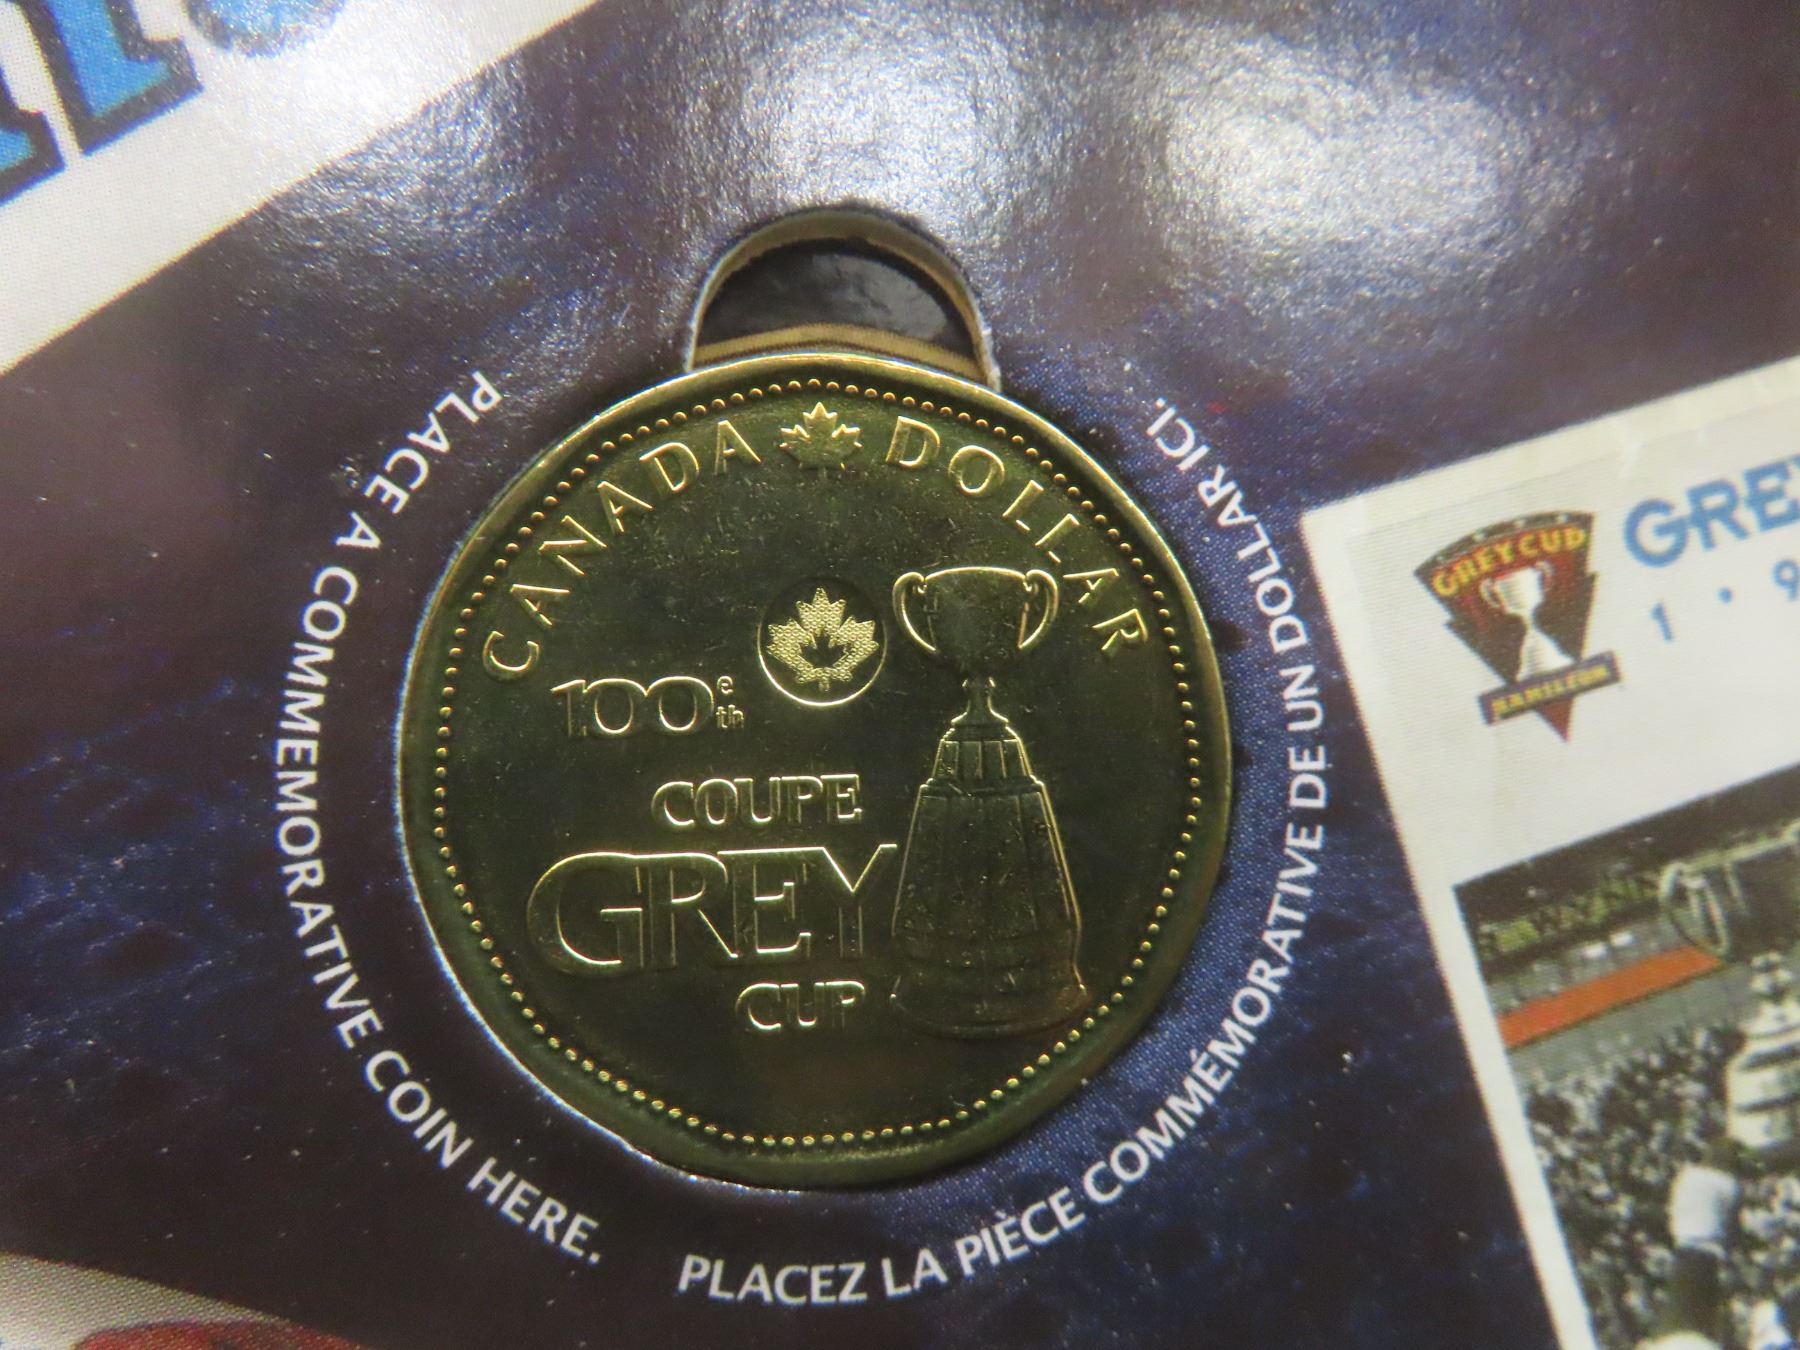 PLACE A COMMEMORATIVE COIN HERE.
PLACEZ LA PIÈCE COMMÉMORATIVE DE UN DOLLAR ICI.
CANADA DOLLAR
100e
th
COUPE
GREY
CUP
GREY CUP
HAMILTON
GREY
1 · 9